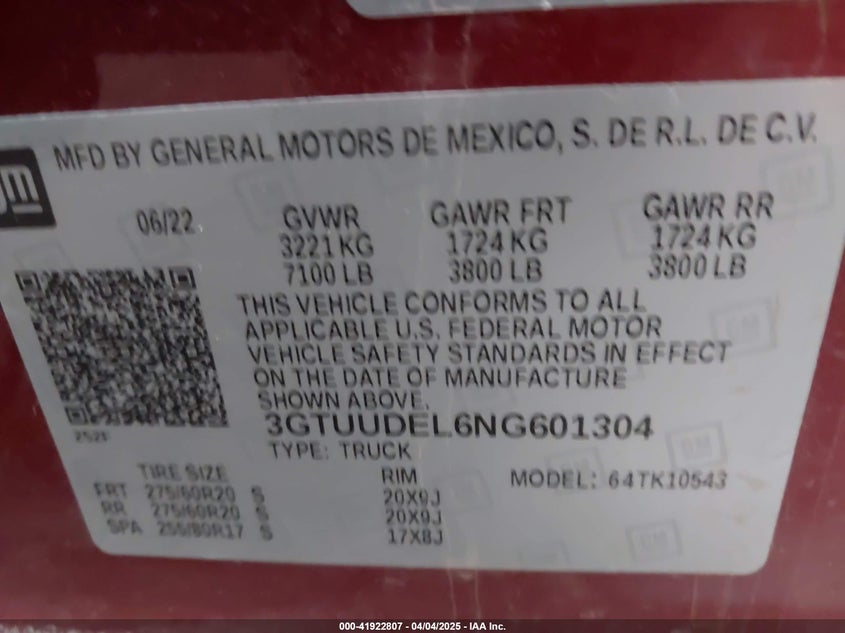 gm
MFD BY GENERAL MOTORS DE MEXICO, S. DE R.L. DE C.V.
06/22 GVWR GAWR FRT GAWR RR
3221 KG 1724 KG 1724 KG
7100 LB 3800 LB 3800 LB
THIS VEHICLE CONFORMS TO ALL
APPLICABLE U.S. FEDERAL MOTOR
VEHICLE SAFETY STANDARDS IN EFFECT
ON THE DATE OF MANUFACTURE
SHOWN ABOVE.
252F
3GTUUDEL6NG601304
TYPE: TRUCK
TIRE SIZE RIM MODEL: 64TK10543
FRT 275/60R20 S 20X9J
RR 275/60R20 S 20X9J
SPA 255/80R17 S 17X8J
000-41922807 - 04/04/2025 - IAA Inc.